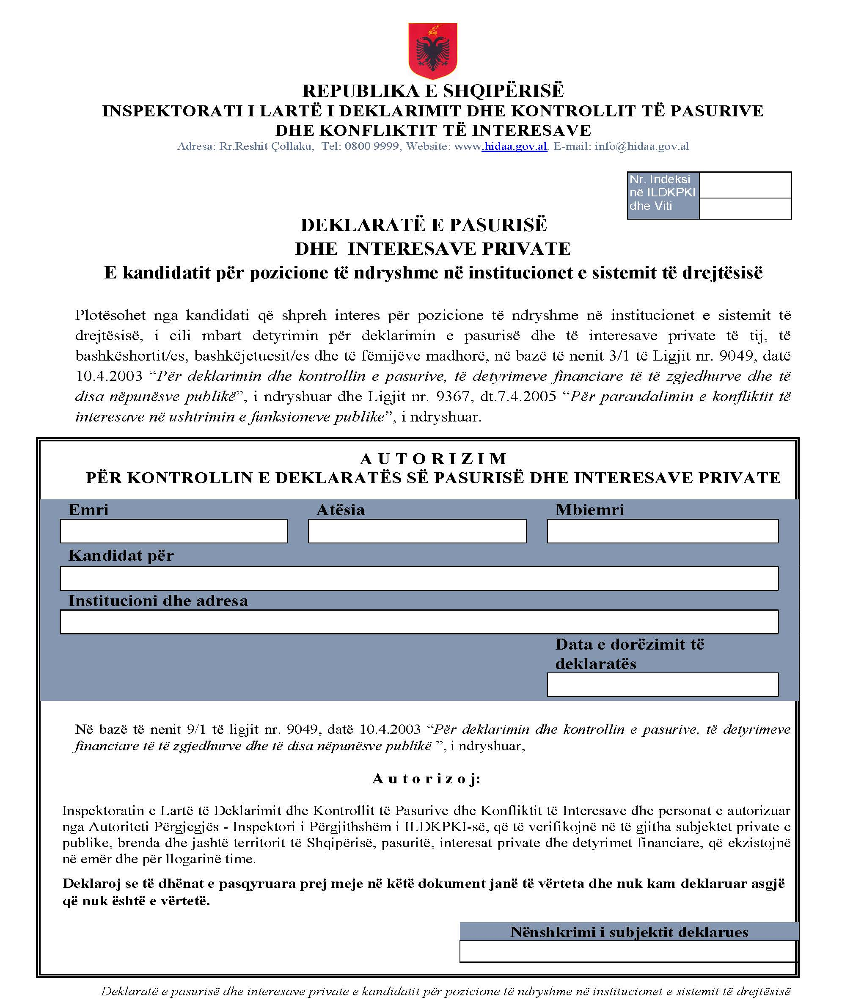 REPUBLIKA E SHQIPËRISË
INSPEKTORATI I LARTË I DEKLARIMIT DHE KONTROLLIT TË PASURIVE
DHE KONFLIKTIT TË INTERESAVE
Adresa: Rr.Reshit Çollaku, Tel: 0800 9999, Website: www.hidaa.gov.al, E-mail: info@hidaa.gov.al
Nr. Indeksi
në ILDKPKI
dhe Viti
DEKLARATË E PASURISË
DHE INTERESAVE PRIVATE
E kandidatit për pozicione të ndryshme në institucionet e sistemit të drejtësisë
Plotësohet nga kandidati që shpreh interes për pozicione të ndryshme në institucionet e sistemit të
drejtësisë, i cili mbart detyrimin për deklarimin e pasurisë dhe të interesave private të tij, të
bashkëshortit/es, bashkëjetuesit/es dhe të fëmijëve madhorë, në bazë të nenit 3/1 të Ligjit nr. 9049, datë
10.4.2003 “Për deklarimin dhe kontrollin e pasurive, të detyrimeve financiare të të zgjedhurve dhe të
disa nëpunësve publikë”, i ndryshuar dhe Ligjit nr. 9367, dt.7.4.2005 “Për parandalimin e konfliktit të
interesave në ushtrimin e funksioneve publike”, i ndryshuar.
A U T O R I Z I M
PËR KONTROLLIN E DEKLARATËS SË PASURISË DHE INTERESAVE PRIVATE
Emri Atësia Mbiemri
Kandidat për
Institucioni dhe adresa
Data e dorëzimit të
deklaratës
Në bazë të nenit 9/1 të ligjit nr. 9049, datë 10.4.2003 “Për deklarimin dhe kontrollin e pasurive, të detyrimeve
financiare të të zgjedhurve dhe të disa nëpunësve publikë ”, i ndryshuar,
A u t o r i z o j:
Inspektoratin e Lartë të Deklarimit dhe Kontrollit të Pasurive dhe Konfliktit të Interesave dhe personat e autorizuar
nga Autoriteti Përgjegjës - Inspektori i Përgjithshëm i ILDKPKI-së, që të verifikojnë në të gjitha subjektet private e
publike, brenda dhe jashtë territorit të Shqipërisë, pasuritë, interesat private dhe detyrimet financiare, që ekzistojnë
në emër dhe për llogarinë time.
Deklaroj se të dhënat e pasqyruara prej meje në këtë dokument janë të vërteta dhe nuk kam deklaruar asgjë
që nuk është e vërtetë.
Nënshkrimi i subjektit deklarues
Deklaratë e pasurisë dhe interesave private e kandidatit për pozicione të ndryshme në institucionet e sistemit të drejtësisë